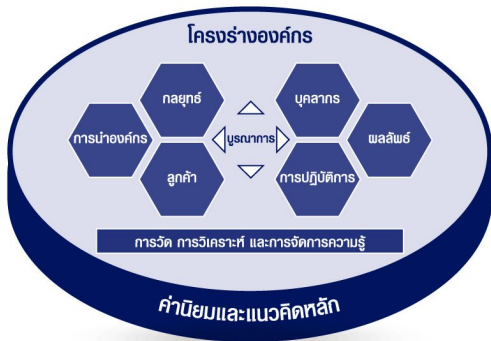 โครงร่างองค์กร
กลยุทธ์
บุคลากร
การนำองค์กร
บูรณาการ
ผลลัพธ์
ลูกค้า
การปฏิบัติการ
การวัด การวิเคราะห์ และการจัดการความรู้
ค่านิยมและแนวคิดหลัก